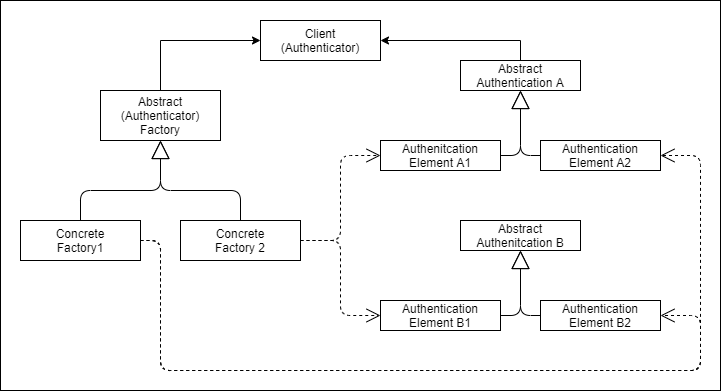 Client
(Authenticator)
Abstract
Authentication A
Abstract
(Authenticator)
Factory
Authenitcation
Element A1
Authentication
Element A2
Concrete
Factory1
Concrete
Factory 2
Abstract
Authenitcation B
Authentication
Element B1
Authentication
Element B2